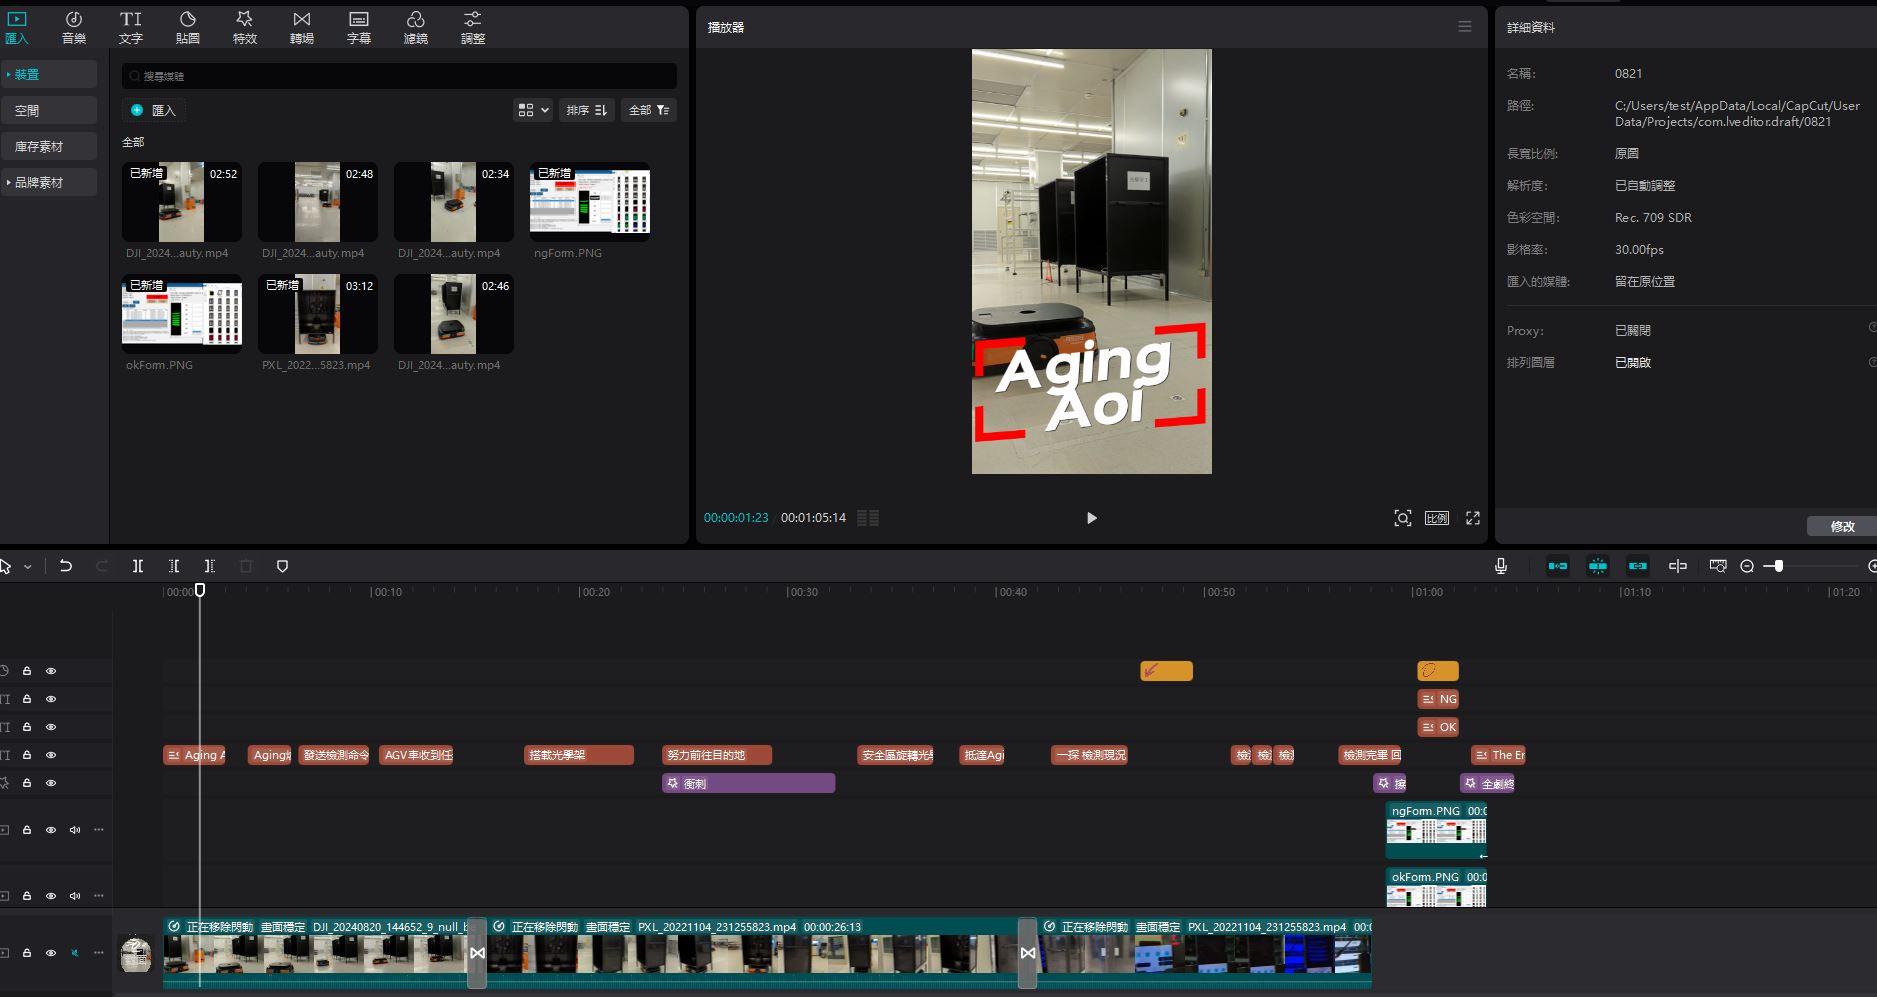 匯入
音樂
文字
貼圖
特效
轉場
字幕
濾鏡
調整
裝置
空間
庫存素材
品牌素材
搜尋媒體
匯入
排序
全部
全部
已新增
02:52
DJI_2024...auty.mp4
02:48
DJI_2024...auty.mp4
02:34
DJI_2024...auty.mp4
已新增
ngForm.PNG
已新增
okForm.PNG
已新增
03:12
PXL_2022...5823.mp4
02:46
DJI_2024...auty.mp4
播放器
Aging
Aoi
00:00:01:23
00:01:05:14
比例
詳細資料
名稱:
0821
路徑:
C:/Users/test/AppData/Local/CapCut/User
Data/Projects/com.lveditor.draft/0821
長寬比例:
原圖
解析度:
已自動調整
色彩空間:
Rec. 709 SDR
影格率:
30.00fps
匯入的媒體:
留在原位置
Proxy:
已關閉
排列圖層
已開啟
修改
00:00
00:10
00:20
00:30
00:40
00:50
01:00
01:10
01:20
NG
OK
Aging A
Aging
發送檢測命令
AGV車收到任
搭載光學架
努力前往目的地
安全區旋轉光
抵達Agi
一探 檢測現況
檢
檢
檢
檢測完畢 回
The En
衝刺
擦
全劇終
ngForm.PNG 00:0
okForm.PNG 00:0
封面
正在移除閃動 畫面穩定 DJI_20240820_144652_9_null_b
正在移除閃動 畫面穩定 PXL_20221104_231255823.mp4 00:00:26:13
正在移除閃動 畫面穩定 PXL_20221104_231255823.mp4 00:0